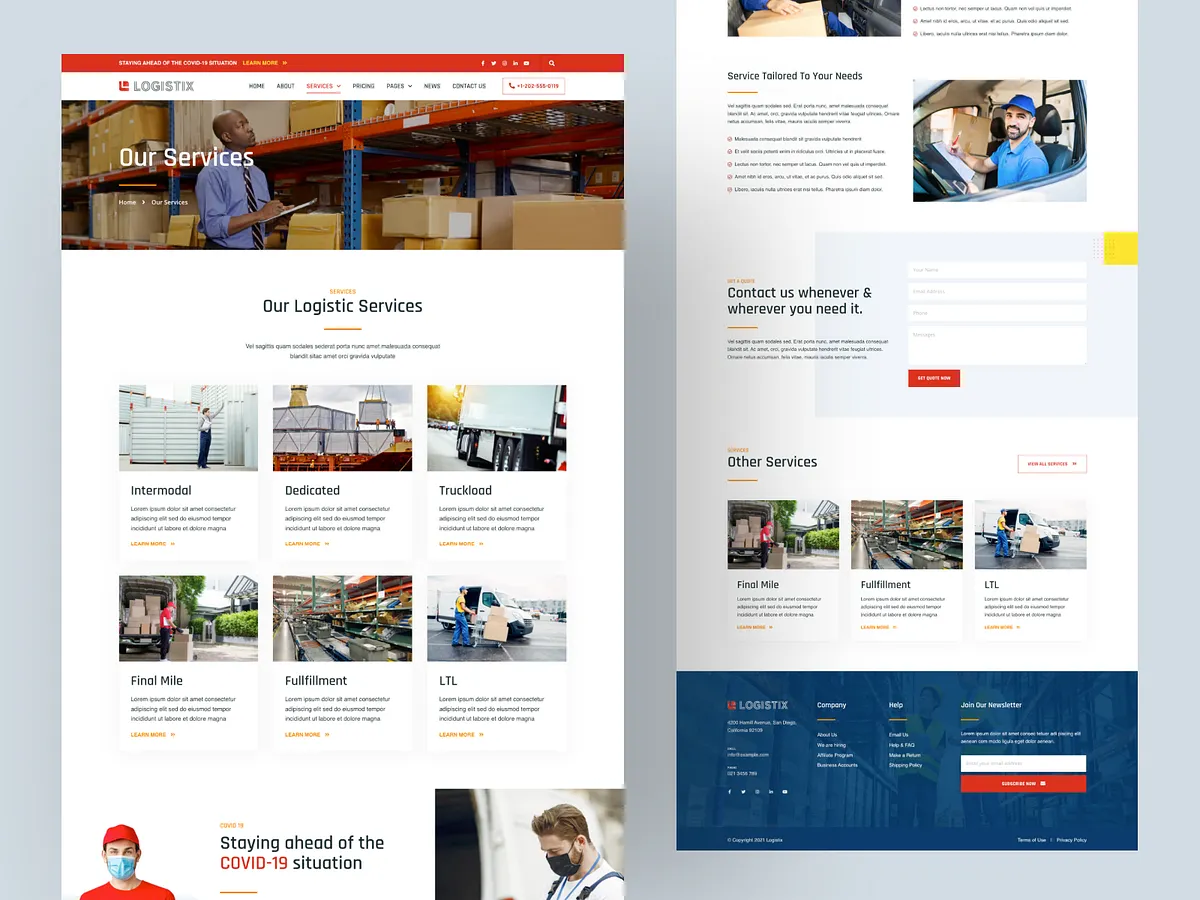 STAYING AHEAD OF THE COVID-19 SITUATION LEARN MORE »
LOGISTIX
HOME ABOUT SERVICES PRICING PAGES NEWS CONTACT US +1-202-555-0119
Our Services
Home > Our Services
SERVICES
Our Logistic Services
Vel sagittis quam sodales sederat porta nunc amet malesuada consequat
blandit sitac amet orci gravida vulputate
Intermodal
Lorem ipsum dolor sit amet consectetur
adipiscing elit sed do eiusmod tempor
incididunt ut labore et dolore magna
LEARN MORE »
Dedicated
Lorem ipsum dolor sit amet consectetur
adipiscing elit sed do eiusmod tempor
incididunt ut labore et dolore magna
LEARN MORE »
Truckload
Lorem ipsum dolor sit amet consectetur
adipiscing elit sed do eiusmod tempor
incididunt ut labore et dolore magna
LEARN MORE »
Final Mile
Lorem ipsum dolor sit amet consectetur
adipiscing elit sed do eiusmod tempor
incididunt ut labore et dolore magna
LEARN MORE »
Fullfillment
Lorem ipsum dolor sit amet consectetur
adipiscing elit sed do eiusmod tempor
incididunt ut labore et dolore magna
LEARN MORE »
LTL
Lorem ipsum dolor sit amet consectetur
adipiscing elit sed do eiusmod tempor
incididunt ut labore et dolore magna
LEARN MORE »
COVID 19
Staying ahead of the
COVID-19 situation
Lectus non tortor, nec semper ut lacus. Quam non vel quis ut imperdiet.
Amet nibh id eros, arcu, ut vitae, et ac purus. Quis odio aliquet sit sed.
Libero, iaculis nulla ultrices erat nisi tellus. Pharetra ipsum diam dolor.
Service Tailored To Your Needs
Vel sagittis quam sodales sed. Erat porta nunc, amet malesuada consequat
blandit sit. Ac amet, orci, gravida vulputate hendrerit feugiat ultrices. Ornare
netus accumsan, felis vitae, mauris iaculis semper viverra.
Malesuada consequat blandit sit gravida vulputate hendrerit
Et velit sociis potenti enim in ridiculus orci. Ultricies ut in placerat fusce.
Lectus non tortor, nec semper ut lacus. Quam non vel quis ut imperdiet.
Amet nibh id eros, arcu, ut vitae, et ac purus. Quis odio aliquet sit sed.
Libero, iaculis nulla ultrices erat nisi tellus. Pharetra ipsum diam dolor.
GET A QUOTE
Contact us whenever &
wherever you need it.
Vel sagittis quam sodales sed. Erat porta nunc, amet malesuada consequat
blandit sit. Ac amet, orci, gravida vulputate hendrerit feugiat ultrices.
Ornare netus accumsan, felis vitae, mauris iaculis semper viverra.
Your Name
Email Address
Phone
Messages
GET QUOTE NOW
SERVICES
Other Services
VIEW ALL SERVICES »
Final Mile
Lorem ipsum dolor sit amet consectetur
adipiscing elit sed do eiusmod tempor
incididunt ut labore et dolore magna
LEARN MORE »
Fullfillment
Lorem ipsum dolor sit amet consectetur
adipiscing elit sed do eiusmod tempor
incididunt ut labore et dolore magna
LEARN MORE »
LTL
Lorem ipsum dolor sit amet consectetur
adipiscing elit sed do eiusmod tempor
incididunt ut labore et dolore magna
LEARN MORE »
LOGISTIX
4200 Hamill Avenue, San Diego,
California 92109
info@example.com
021 3456 789
Company
About Us
We are hiring
Affiliate Program
Business Accounts
Help
Email Us
Help & FAQ
Make a Return
Shipping Policy
Join Our Newsletter
Lorem ipsum dolor sit amet consec tetuer adi piscing elit
aenean com modo ligula eget dolor aenean.
Enter your email address
SUBSCRIBE NOW
© Copyright 2021 Logistix
Terms of Use | Privacy Policy